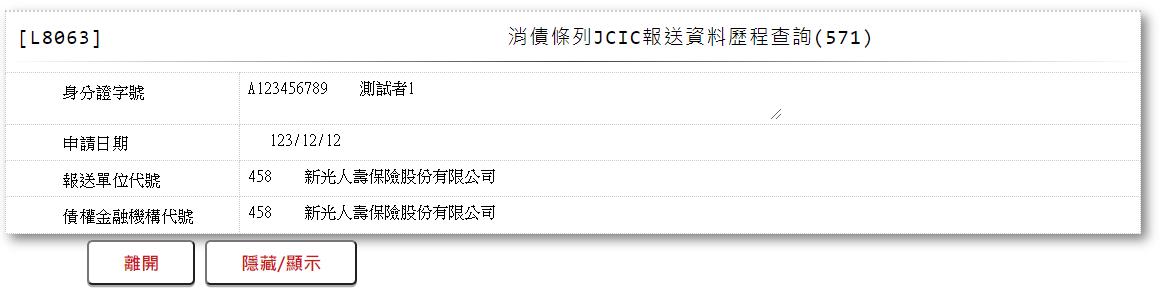 [L8063] 消債條列JCIC報送資料歷程查詢(571)
身分證字號 A123456789 測試者1
申請日期 123/12/12
報送單位代號 458 新光人壽保險股份有限公司
債權金融機構代號 458 新光人壽保險股份有限公司
離開 隱藏/顯示